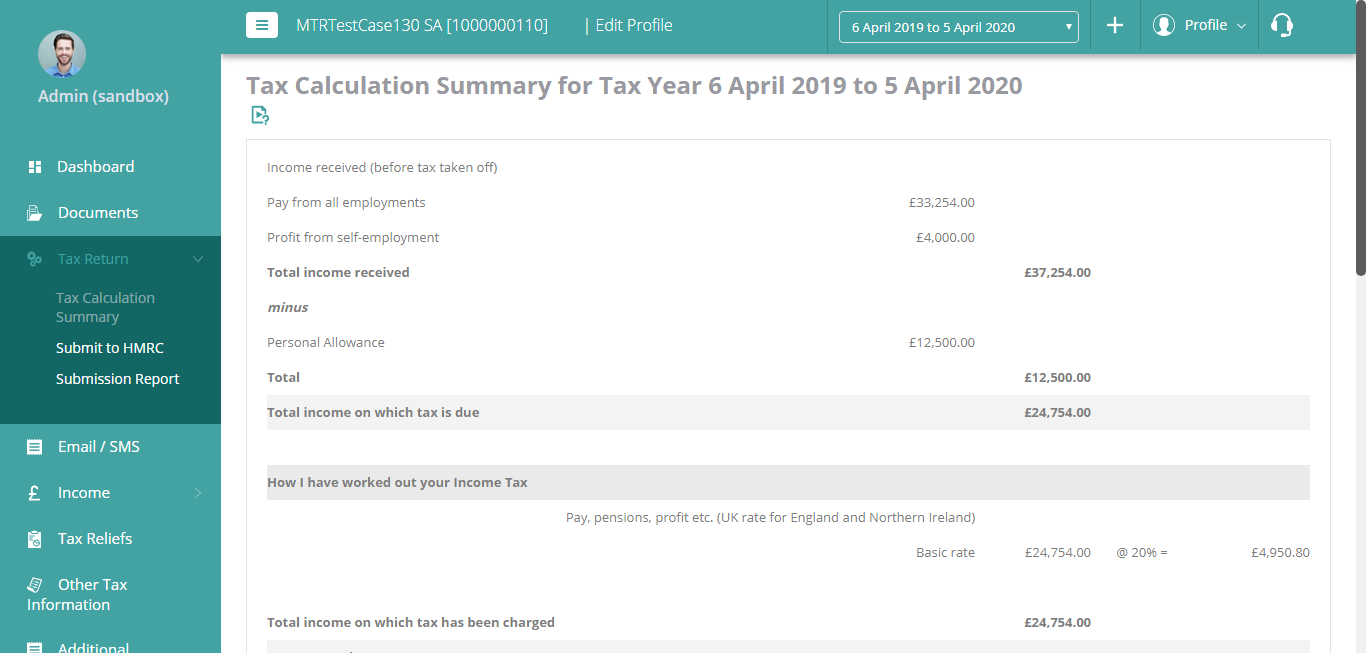 MTRTestCase130 SA [1000000110]
| Edit Profile
6 April 2019 to 5 April 2020
Profile
Admin (sandbox)
Dashboard
Documents
Tax Return
Tax Calculation
Summary
Submit to HMRC
Submission Report
Email / SMS
Income
Tax Reliefs
Other Tax
Information
Additional
Tax Calculation Summary for Tax Year 6 April 2019 to 5 April 2020
Income received (before tax taken off)
Pay from all employments £33,254.00
Profit from self-employment £4,000.00
Total income received £37,254.00
minus
Personal Allowance £12,500.00
Total £12,500.00
Total income on which tax is due £24,754.00
How I have worked out your Income Tax
Pay, pensions, profit etc. (UK rate for England and Northern Ireland)
Basic rate £24,754.00 @ 20% = £4,950.80
Total income on which tax has been charged £24,754.00